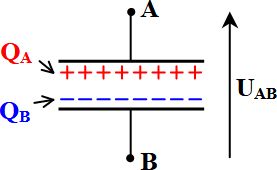 A
QA
+ + + + + + + + +
UAB
QB
− − − − − − − − −
B